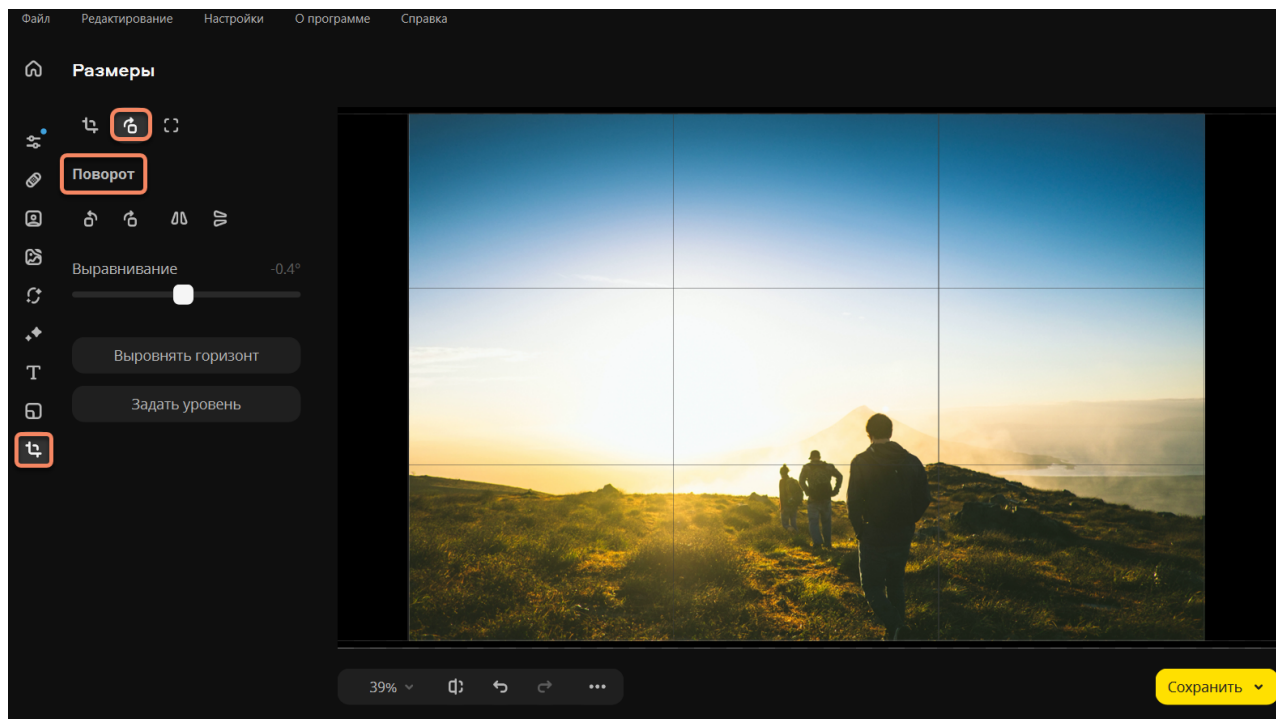 Файл Редактирование Настройки О программе Справка
Размеры
Поворот
Выравнивание -0.4°
Выровнять горизонт
Задать уровень
T
39%
Сохранить